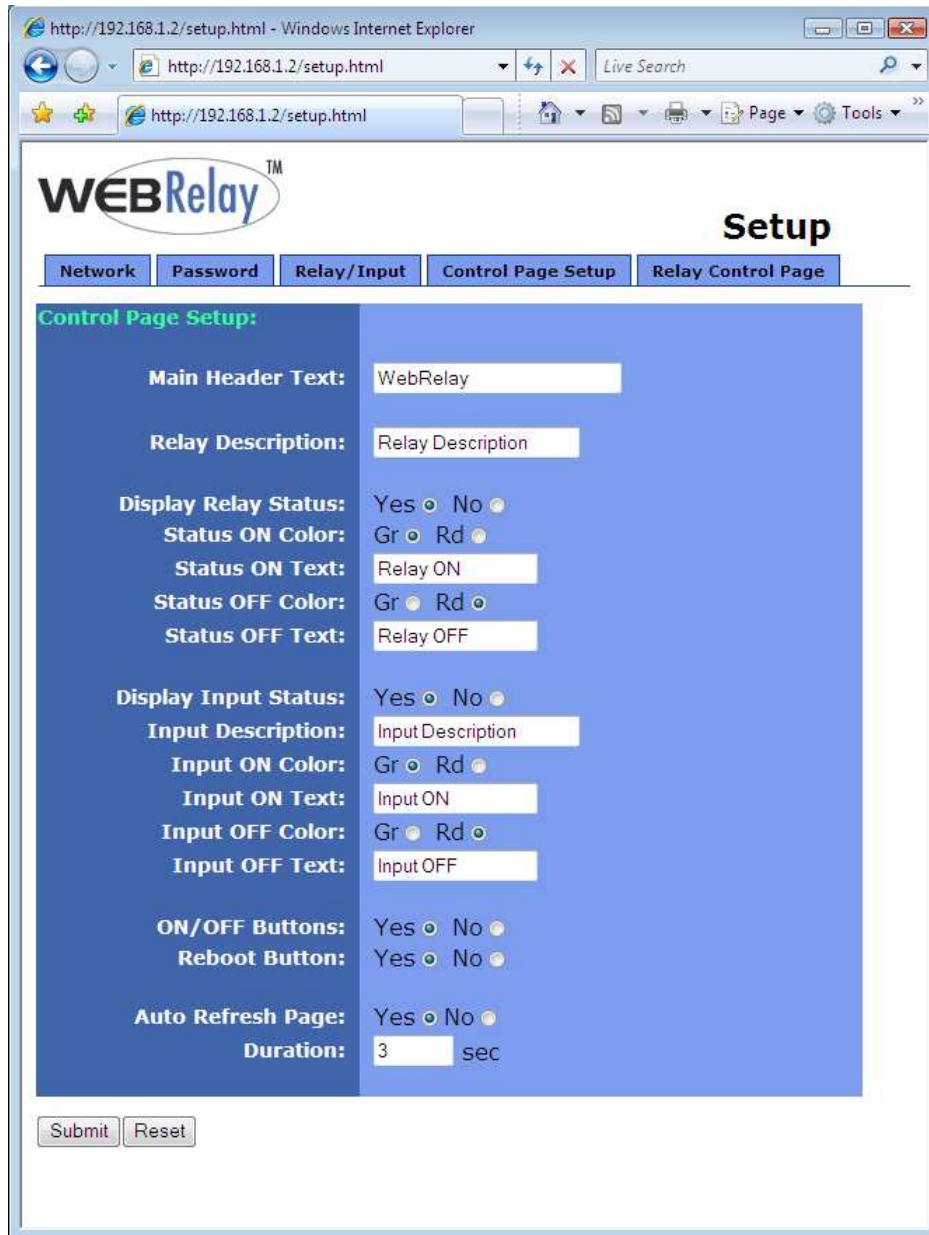 http://192.168.1.2/setup.html - Windows Internet Explorer
http://192.168.1.2/setup.html Live Search
http://192.168.1.2/setup.html Page Tools »
WEBRelay TM
Setup
Network Password Relay/Input Control Page Setup Relay Control Page
Control Page Setup:
Main Header Text: WebRelay
Relay Description: Relay Description
Display Relay Status: Yes No
Status ON Color: Gr Rd
Status ON Text: Relay ON
Status OFF Color: Gr Rd
Status OFF Text: Relay OFF
Display Input Status: Yes No
Input Description: Input Description
Input ON Color: Gr Rd
Input ON Text: Input ON
Input OFF Color: Gr Rd
Input OFF Text: Input OFF
ON/OFF Buttons: Yes No
Reboot Button: Yes No
Auto Refresh Page: Yes No
Duration: 3 sec
Submit Reset